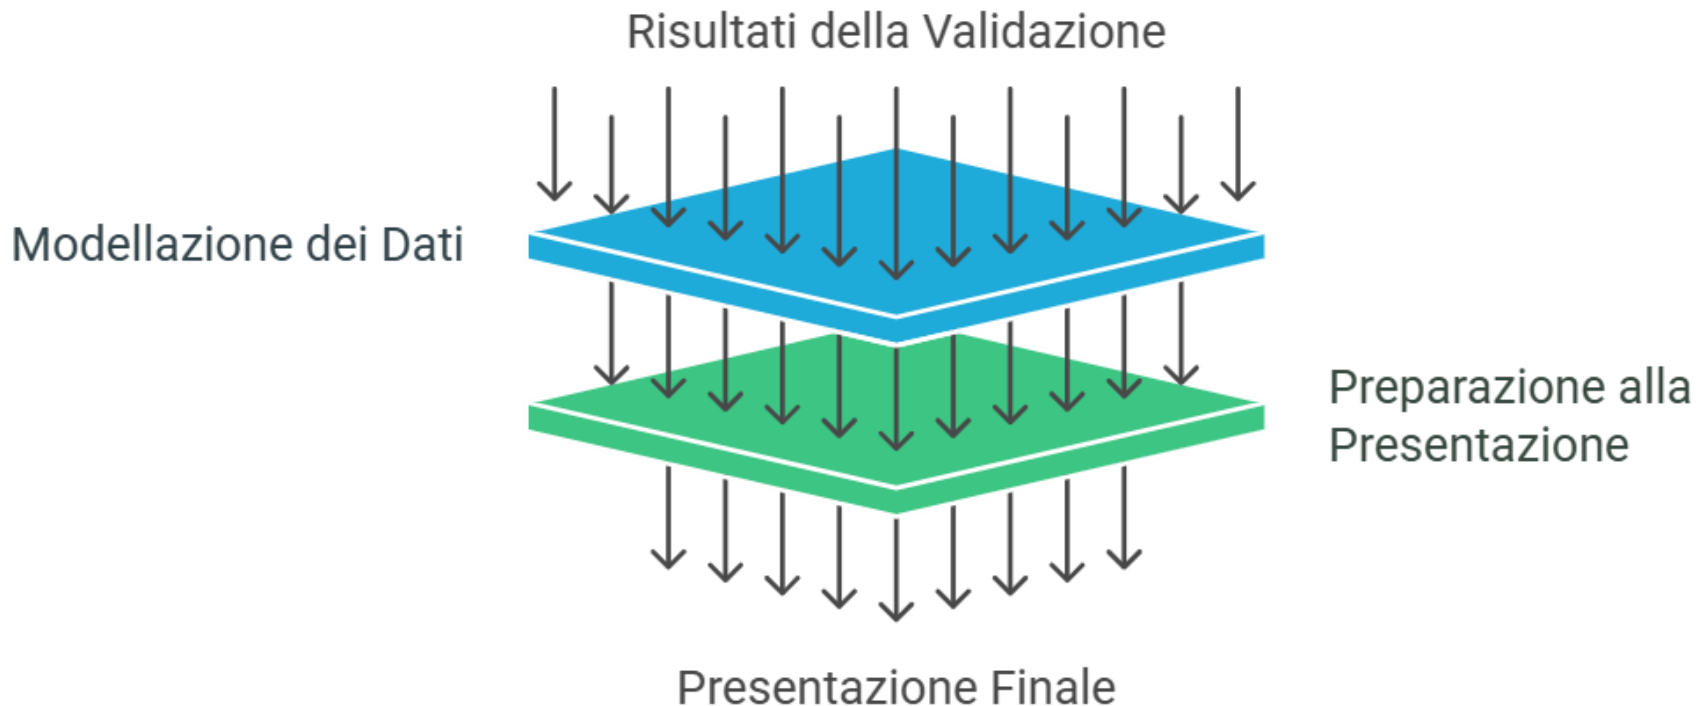 Risultati della Validazione
Modellazione dei Dati
Preparazione alla
Presentazione
Presentazione Finale